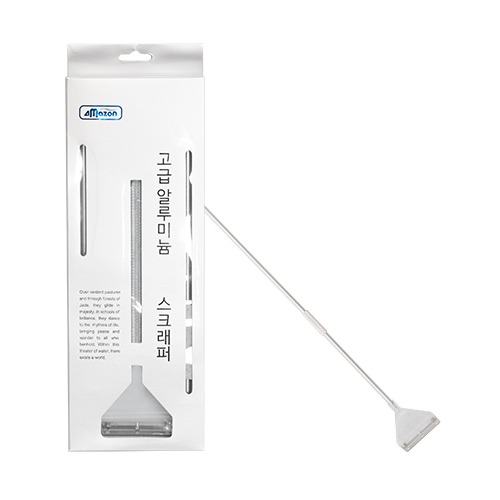 Amazon
고급 알루미늄 스크래퍼
Over verdant pastures
and through forests of
Jade, they glide in
majesty. In schools of
brilliance, they dance
to the rhythms of life,
bringing peace and
wonder to all who
behold. Within this
theater of water, there
exists a world.